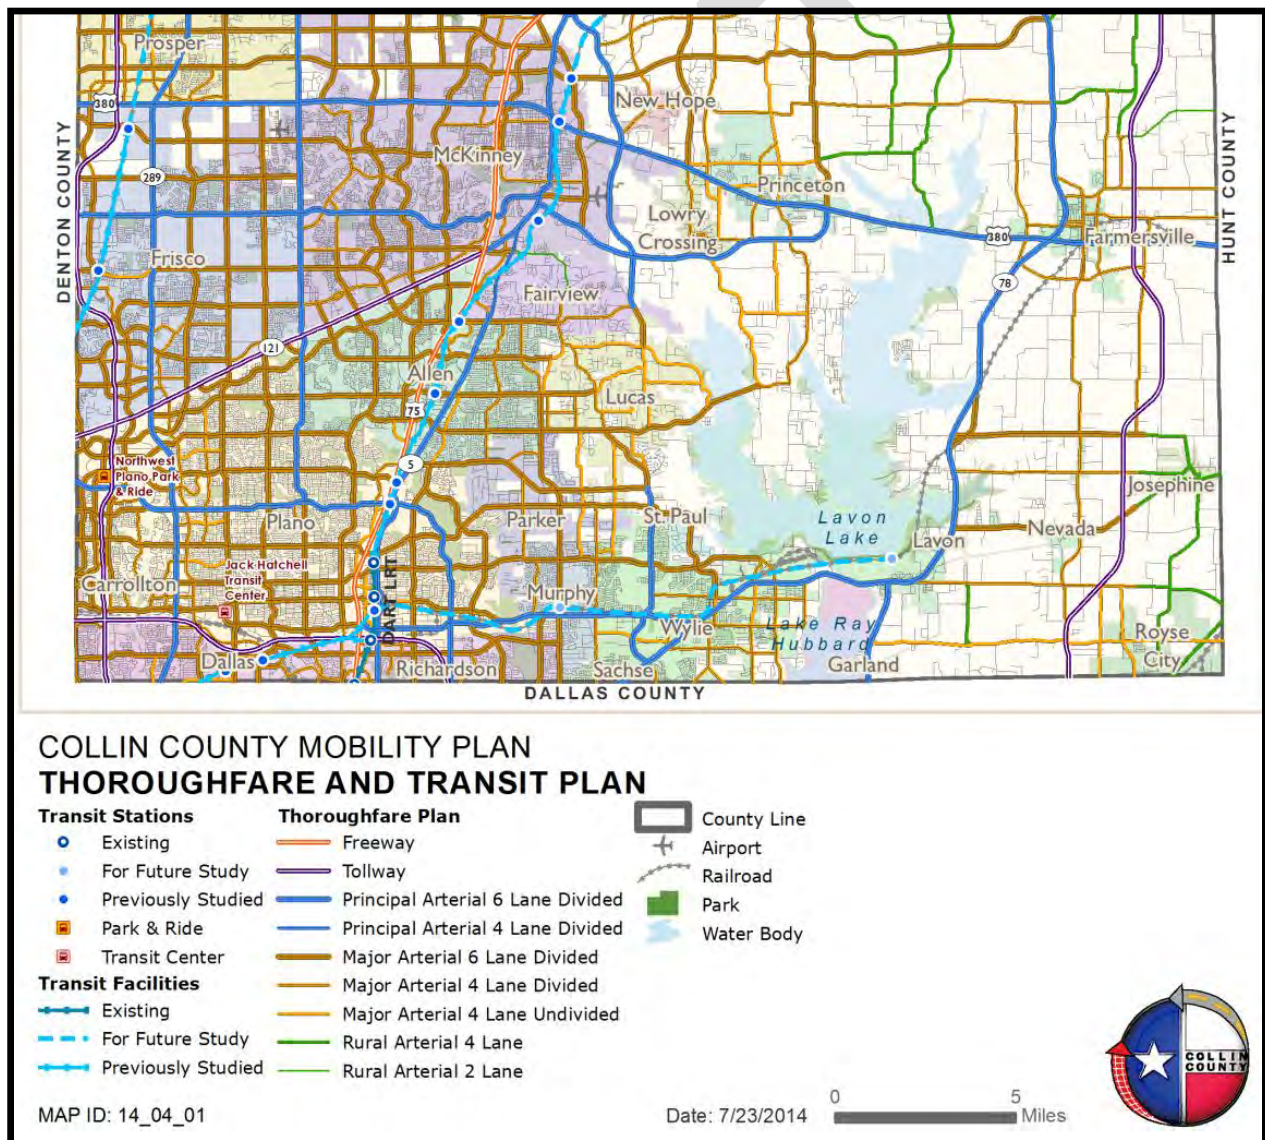 Prosper
380
New Hope
McKinney
289
Princeton
Lowry
Crossing
DENTON COUNTY
HUNT COUNTY
380
Farmersville
Frisco
78
Fairview
121
Allen
75
Lucas
5
Northwest
Plano Park
& Ride
Josephine
Plano
Parker
St. Paul
Lavon
Lake
Lavon
Nevada
Jack Hatchell
Transit
Center
Carrollton
DART LRT
Murphy
Wylie
Lake Ray
Hubbard
Royse
City
Dallas
Richardson
Sachse
Garland
DALLAS COUNTY
COLLIN COUNTY MOBILITY PLAN
THOROUGHFARE AND TRANSIT PLAN
Transit Stations
Existing
For Future Study
Previously Studied
Park & Ride
Transit Center
Transit Facilities
Existing
For Future Study
Previously Studied
Thoroughfare Plan
Freeway
Tollway
Principal Arterial 6 Lane Divided
Principal Arterial 4 Lane Divided
Major Arterial 6 Lane Divided
Major Arterial 4 Lane Divided
Major Arterial 4 Lane Undivided
Rural Arterial 4 Lane
Rural Arterial 2 Lane
County Line
Airport
Railroad
Park
Water Body
MAP ID: 14_04_01
Date: 7/23/2014
0 5
Miles
COLLIN
COUNTY